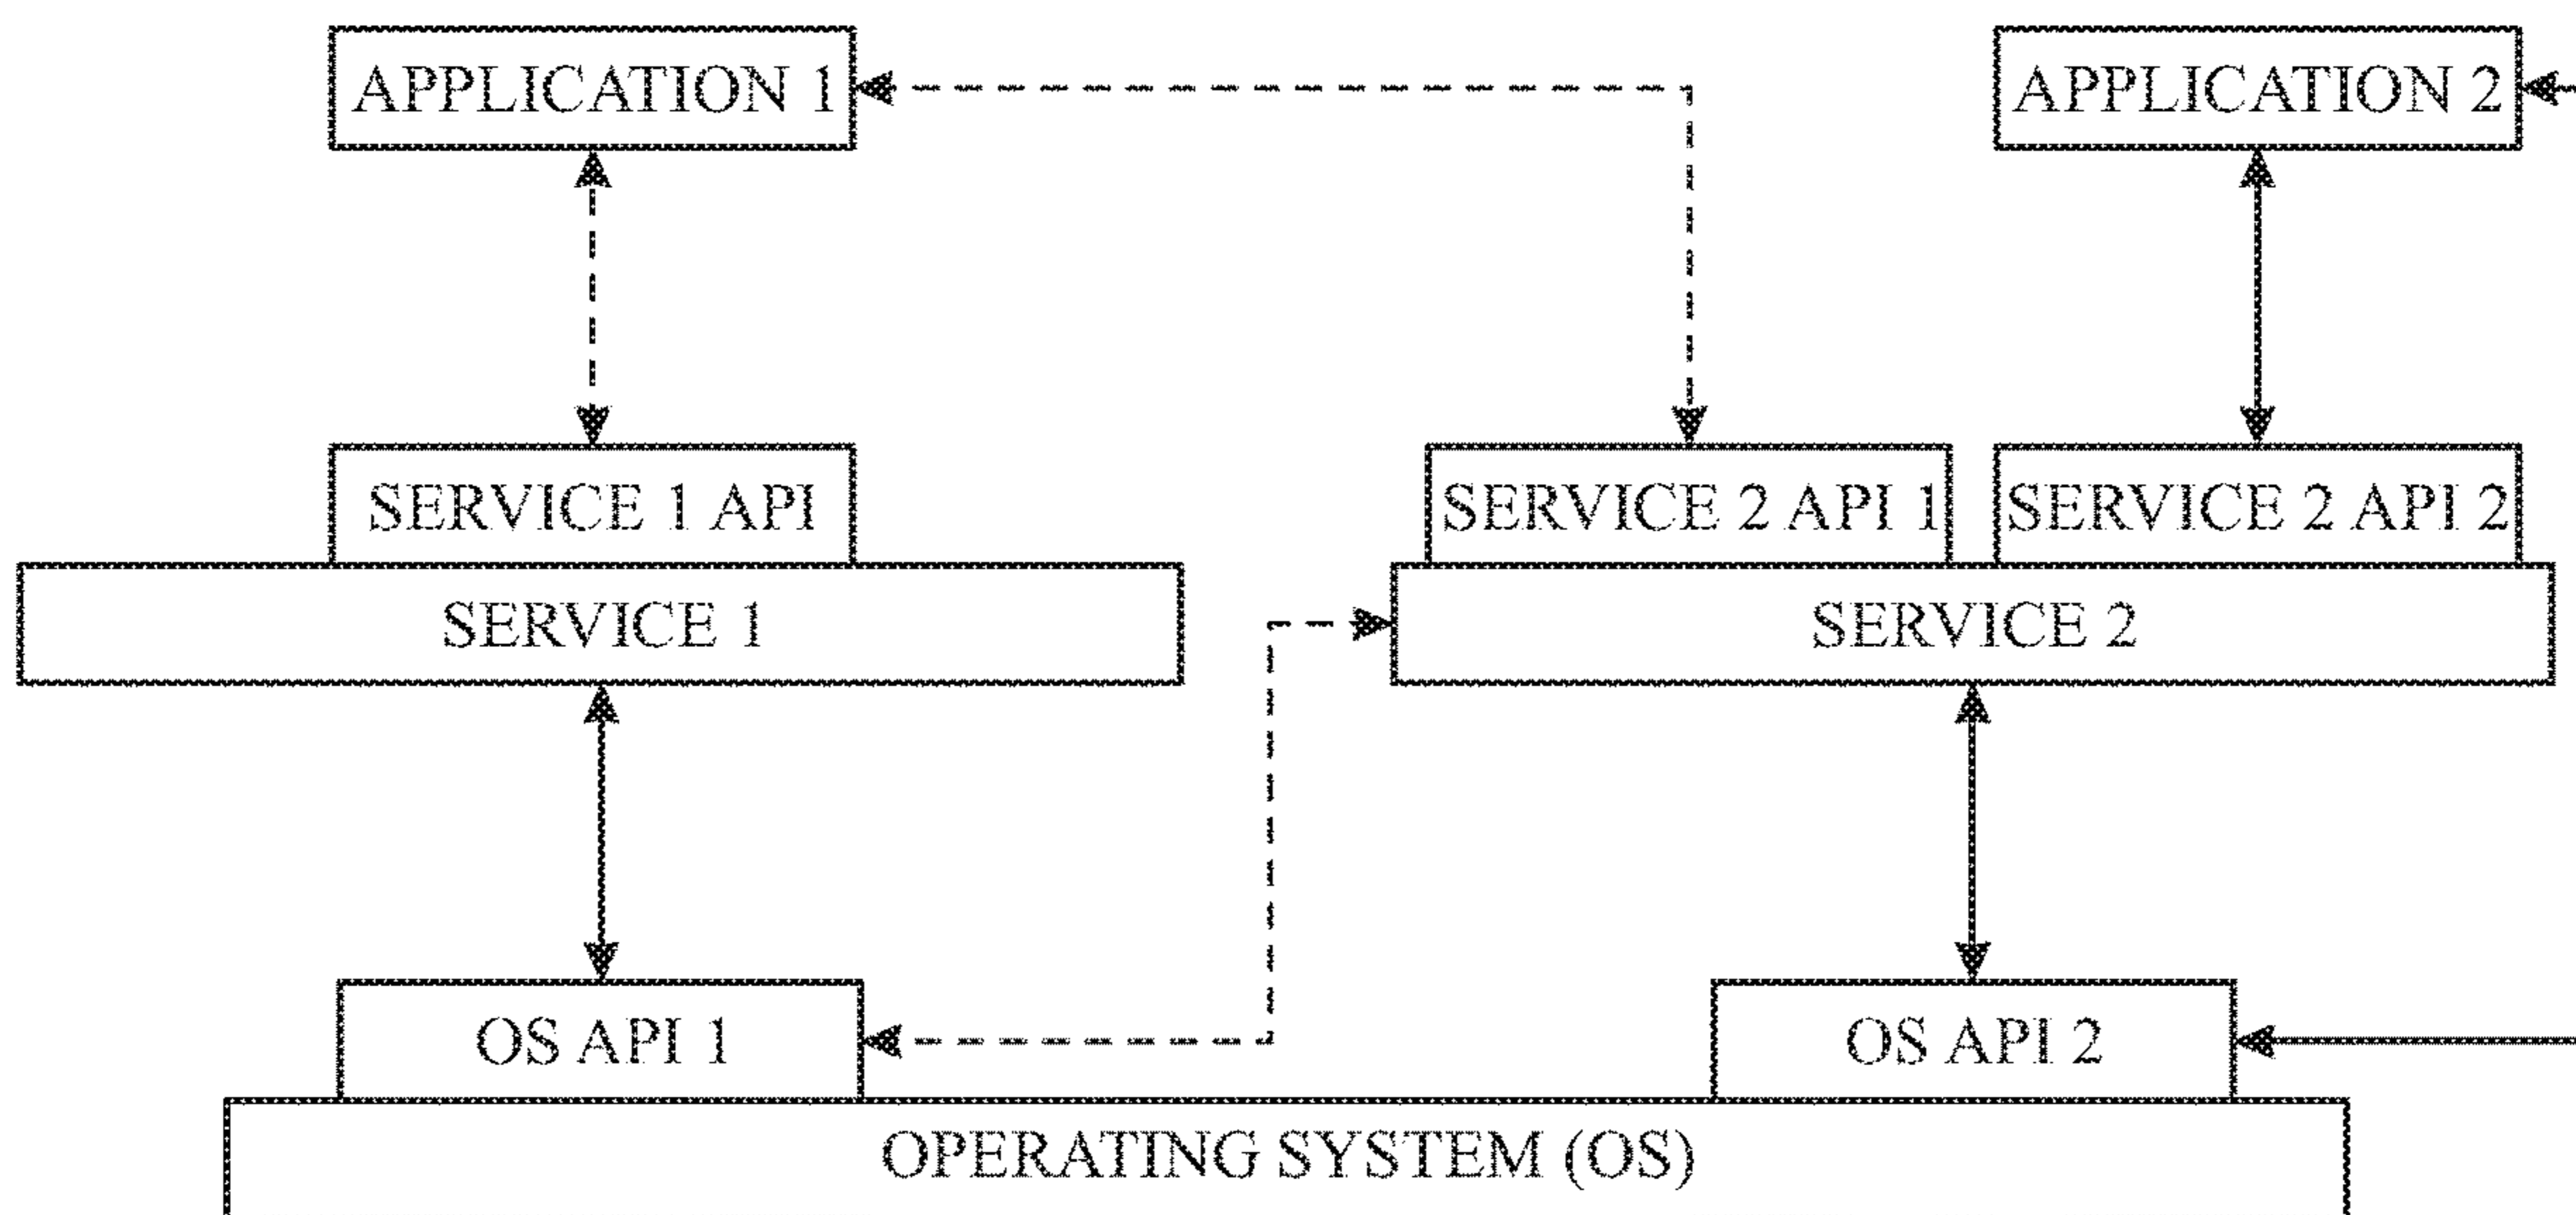 APPLICATION 1
APPLICATION 2
SERVICE 1 API
SERVICE 2 API 1
SERVICE 2 API 2
SERVICE 1
SERVICE 2
OS API 1
OS API 2
OPERATING SYSTEM (OS)